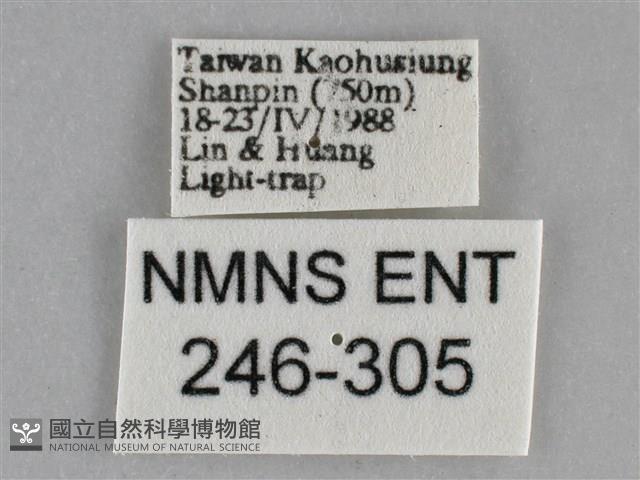 Taiwan Kaohusiung
Shanpin (750m)
18-23/IV/1988
Lin & Huang
Light-trap
NMNS ENT
246-305
國立自然科學博物館
NATIONAL MUSEUM OF NATURAL SCIENCE